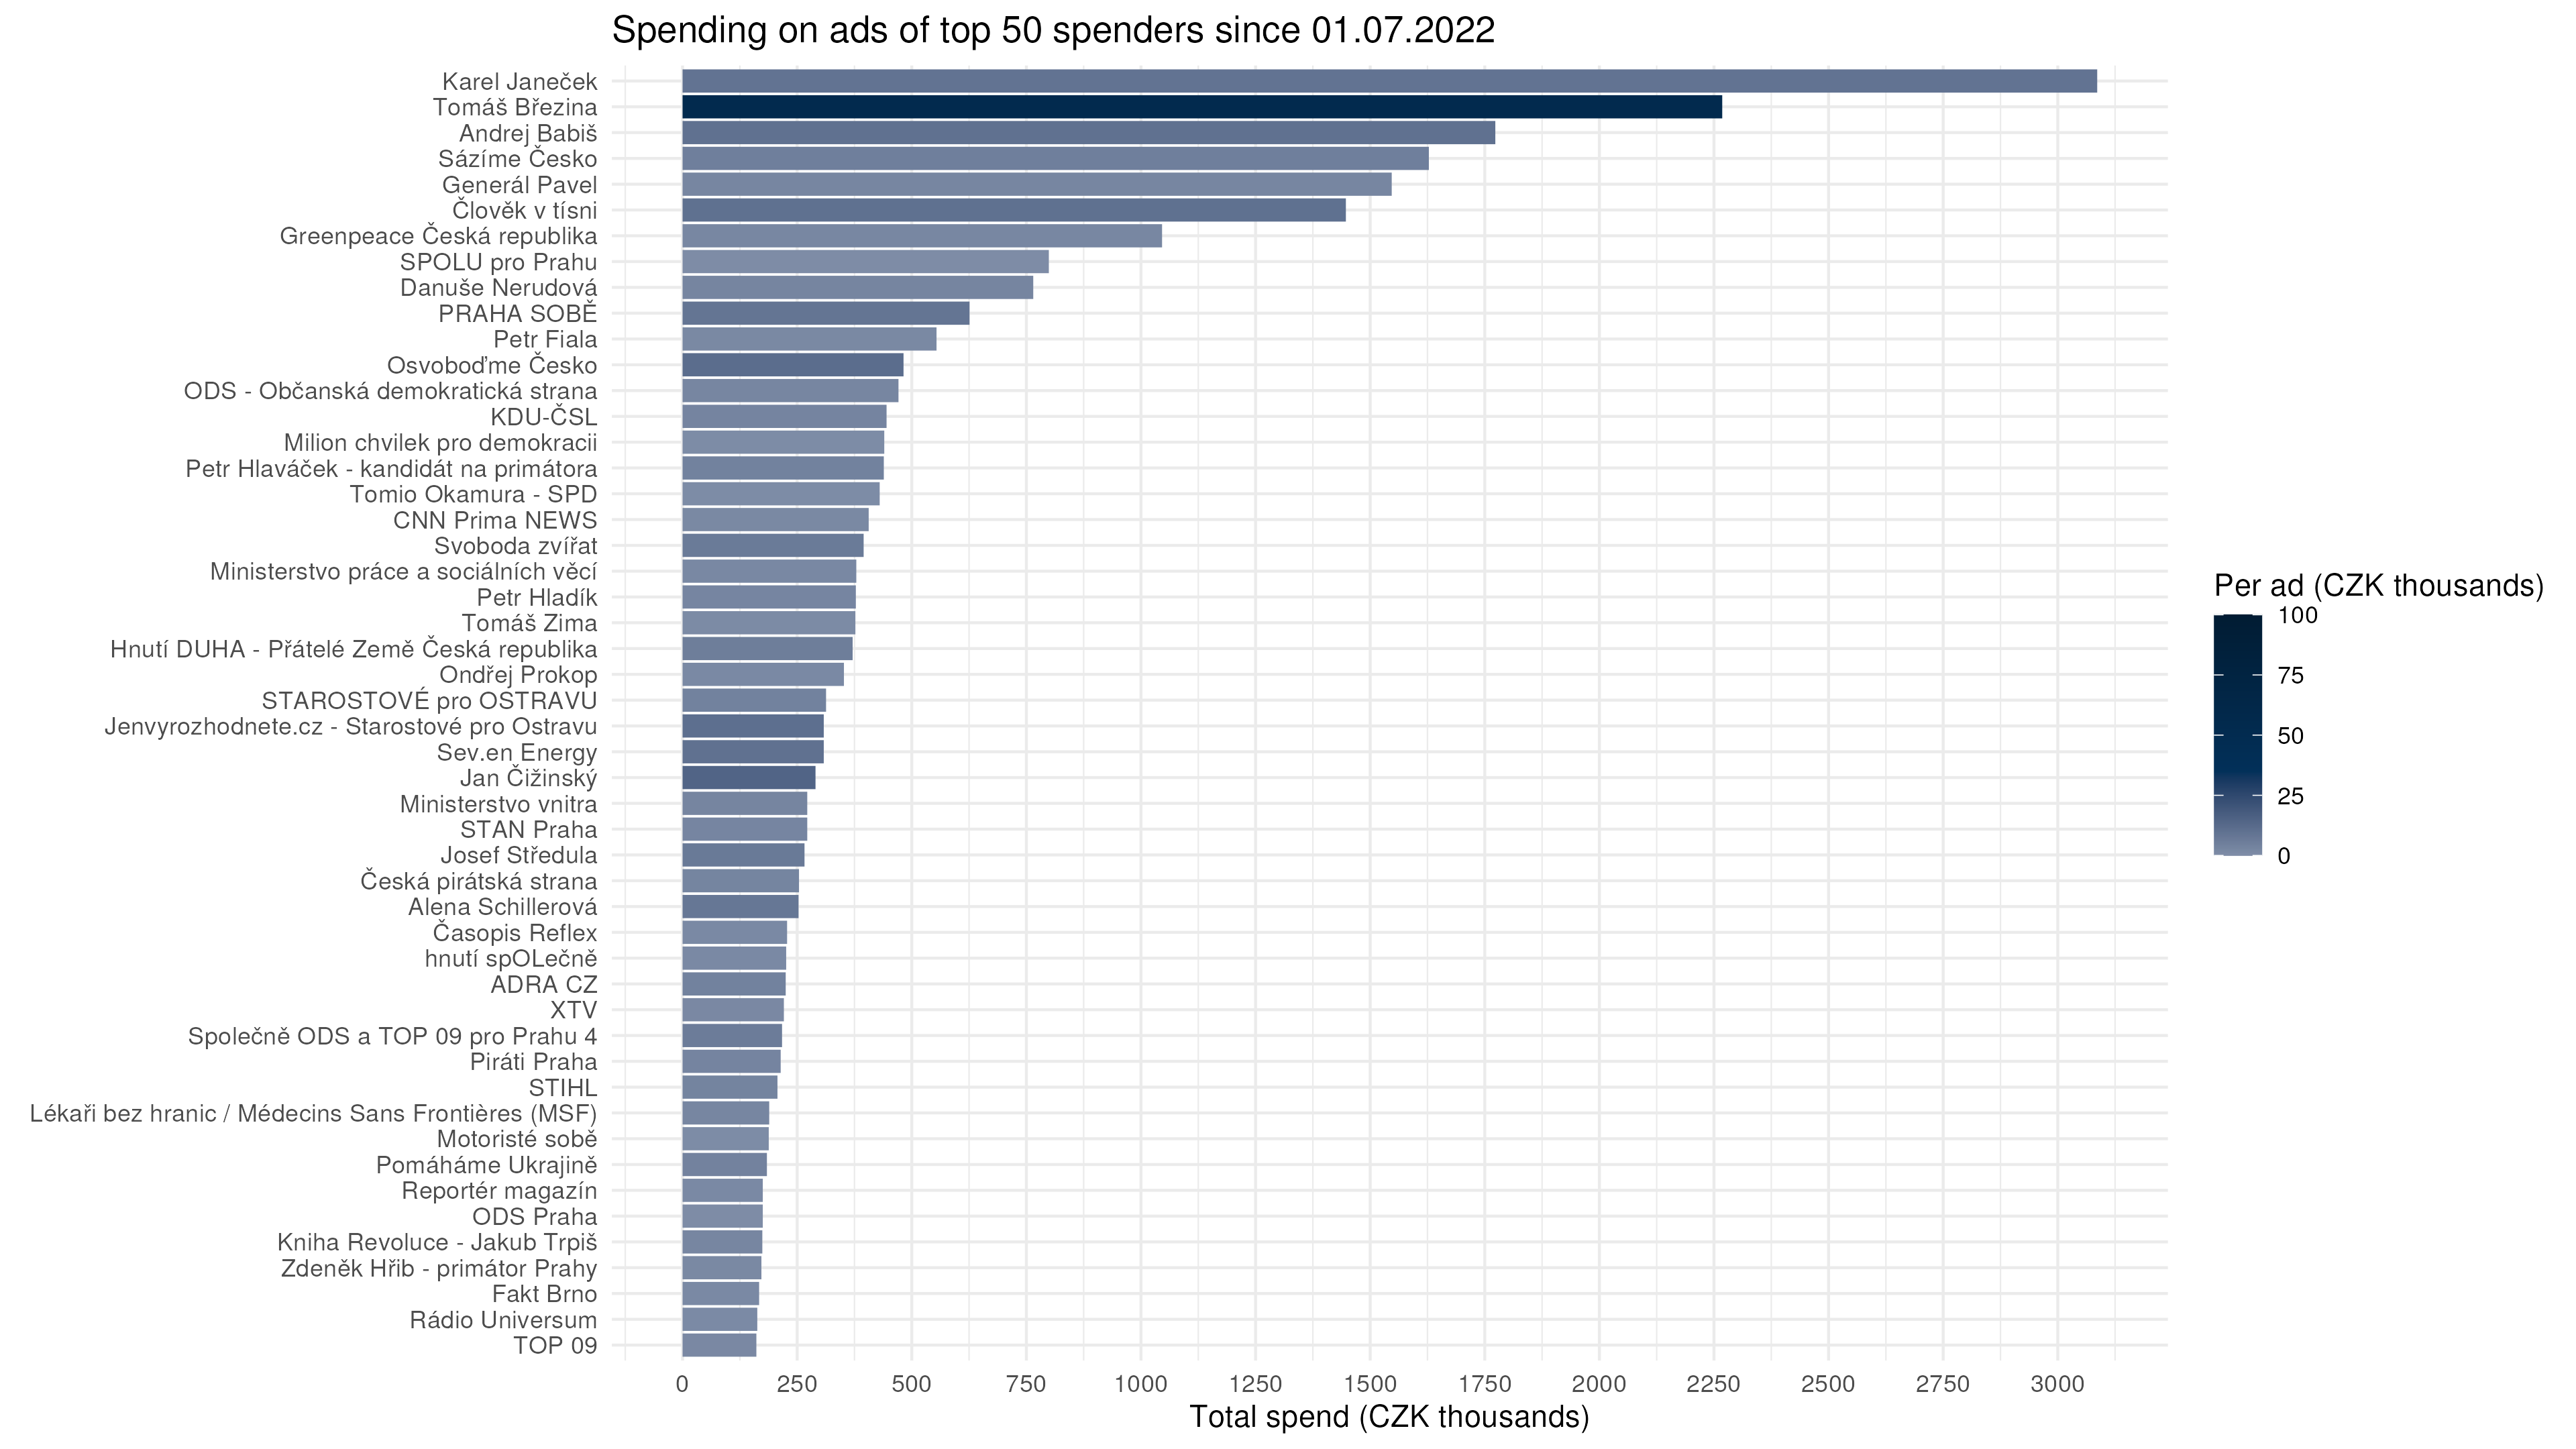 Spending on ads of top 50 spenders since 01.07.2022
Karel Janeček
Tomáš Březina
Andrej Babiš
Sázíme Česko
Generál Pavel
Člověk v tísni
Greenpeace Česká republika
SPOLU pro Prahu
Danuše Nerudová
PRAHA SOBĚ
Petr Fiala
Osvoboďme Česko
ODS - Občanská demokratická strana
KDU-ČSL
Milion chvilek pro demokracii
Petr Hlaváček - kandidát na primátora
Tomio Okamura - SPD
CNN Prima NEWS
Svoboda zvířat
Ministerstvo práce a sociálních věcí
Petr Hladík
Tomáš Zima
Hnutí DUHA - Přátelé Země Česká republika
Ondřej Prokop
STAROSTOVÉ pro OSTRAVU
Jenvyrozhodnete.cz - Starostové pro Ostravu
Sev.en Energy
Jan Čižinský
Ministerstvo vnitra
STAN Praha
Josef Středula
Česká pirátská strana
Alena Schillerová
Časopis Reflex
hnutí spOLečně
ADRA CZ
XTV
Společně ODS a TOP 09 pro Prahu 4
Piráti Praha
STIHL
Lékaři bez hranic / Médecins Sans Frontières (MSF)
Motoristé sobě
Pomáháme Ukrajině
Reportér magazín
ODS Praha
Kniha Revoluce - Jakub Trpiš
Zdeněk Hřib - primátor Prahy
Fakt Brno
Rádio Universum
TOP 09
0 250 500 750 1000 1250 1500 1750 2000 2250 2500 2750 3000
Total spend (CZK thousands)
Per ad (CZK thousands)
100
75
50
25
0